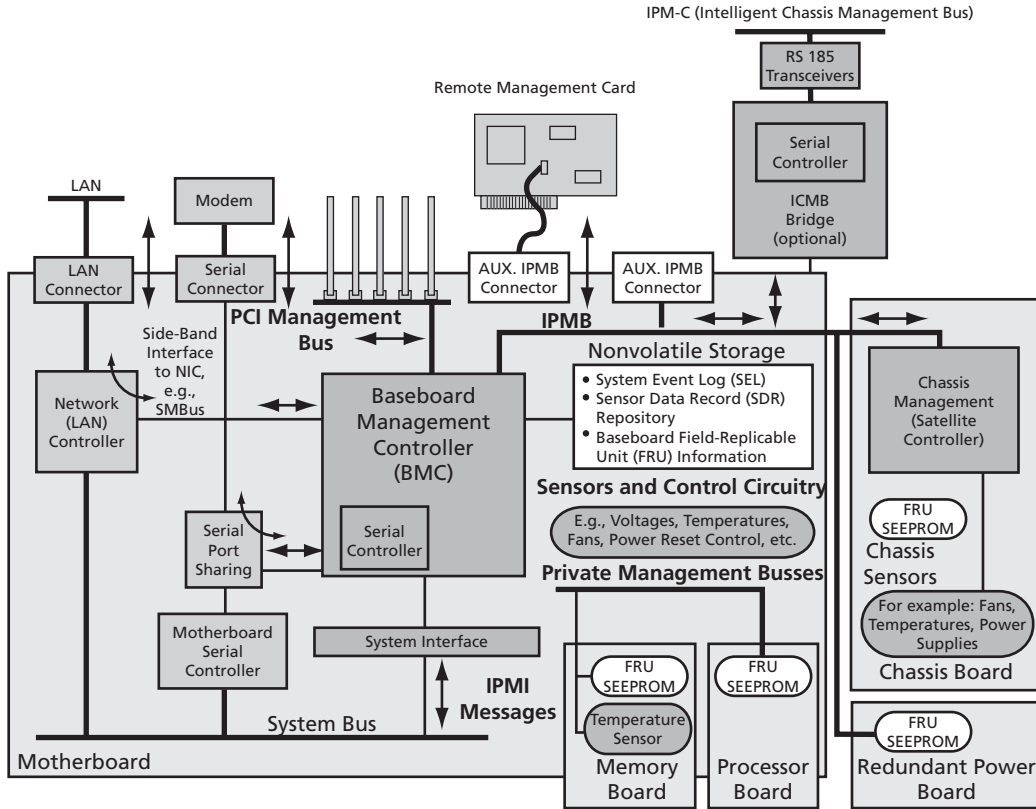 IPM-C (Intelligent Chassis Management Bus)
RS 185
Transceivers
Remote Management Card
Serial
Controller
ICMB
Bridge
(optional)
LAN
Modem
LAN
Connector
Serial
Connector
AUX. IPMB
Connector
AUX. IPMB
Connector
PCI Management
Bus
IPMB
Side-Band
Interface
to NIC,
e.g.,
SMBus
Nonvolatile Storage
• System Event Log (SEL)
• Sensor Data Record (SDR)
Repository
• Baseboard Field-Replicable
Unit (FRU) Information
Network
(LAN)
Controller
Baseboard
Management
Controller
(BMC)
Chassis
Management
(Satellite
Controller)
Sensors and Control Circuitry
E.g., Voltages, Temperatures,
Fans, Power Reset Control, etc.
FRU
SEEPROM
Chassis
Sensors
Serial
Port
Sharing
Serial
Controller
Private Management Busses
For example: Fans,
Temperatures, Power
Supplies
Chassis Board
Motherboard
Serial
Controller
System Interface
FRU
SEEPROM
FRU
SEEPROM
IPMI
Messages
Temperature
Sensor
System Bus
FRU
SEEPROM
Motherboard
Memory
Board
Processor
Board
Redundant Power
Board